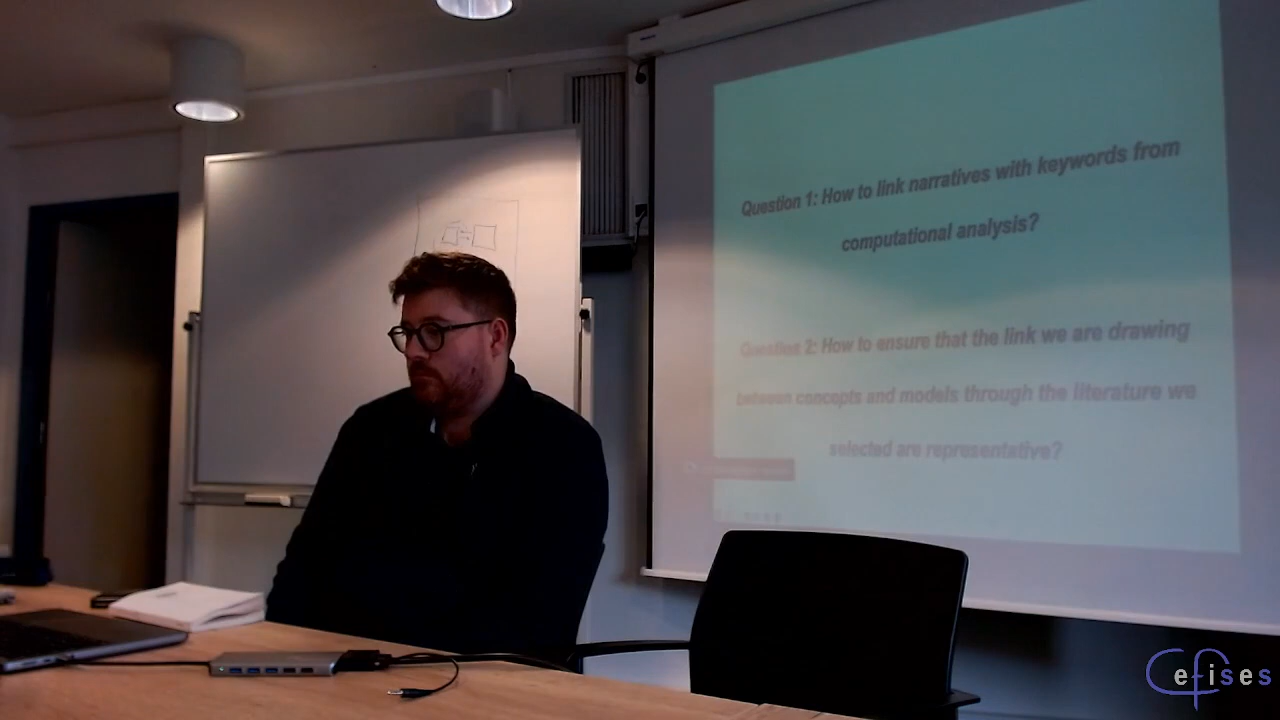 Question 1: How to link narratives with keywords from
computational analysis?
Question 2: How to ensure that the link we are drawing
between concepts and models through the literature we
selected are representative?
Cefises